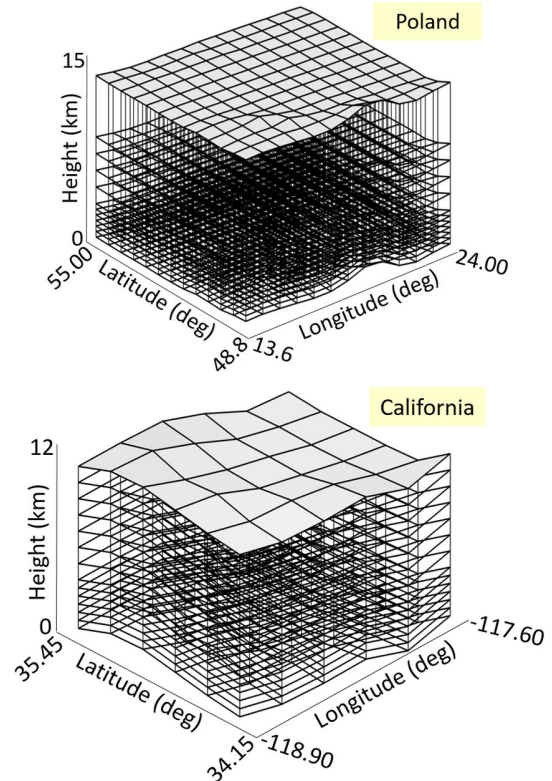 Poland
15
Height (km)
0
55.00
Latitude (deg)
48.8
13.6
Longitude (deg)
24.00
California
12
Height (km)
0
35.45
Latitude (deg)
34.15
-118.90
Longitude (deg)
-117.60